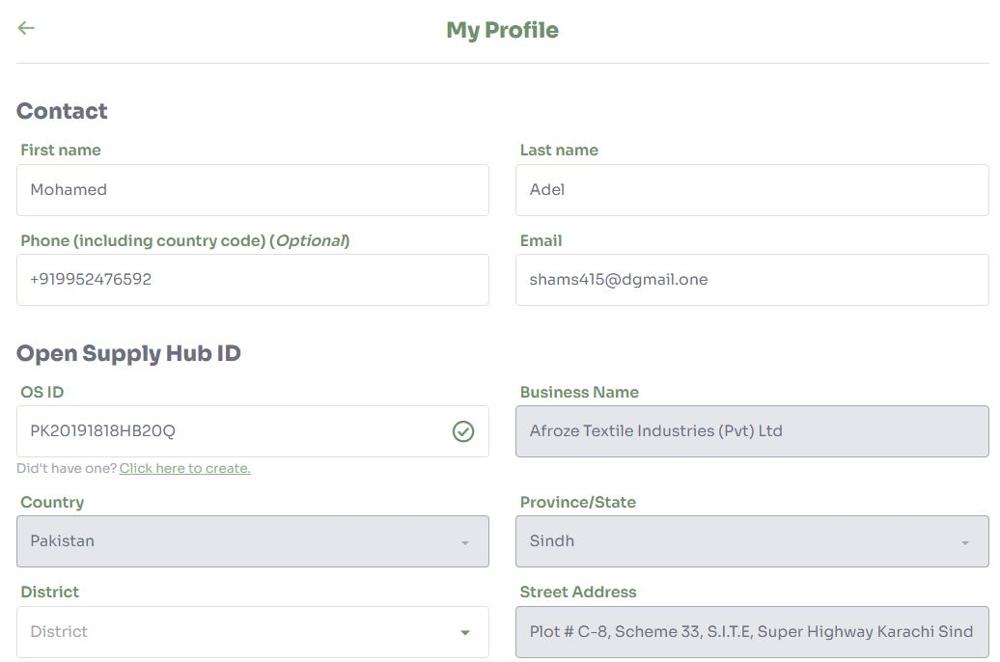 My Profile
Contact
First name
Last name
Mohamed
Adel
Phone (including country code) (Optional)
Email
+919952476592
shams415@dgmail.one
Open Supply Hub ID
OS ID
Business Name
PK20191818HB20Q
Afroze Textile Industries (Pvt) Ltd
Didn't have one? Click here to create.
Country
Province/State
Pakistan
Sindh
District
Street Address
District
Plot # C-8, Scheme 33, S.I.T.E, Super Highway Karachi Sind